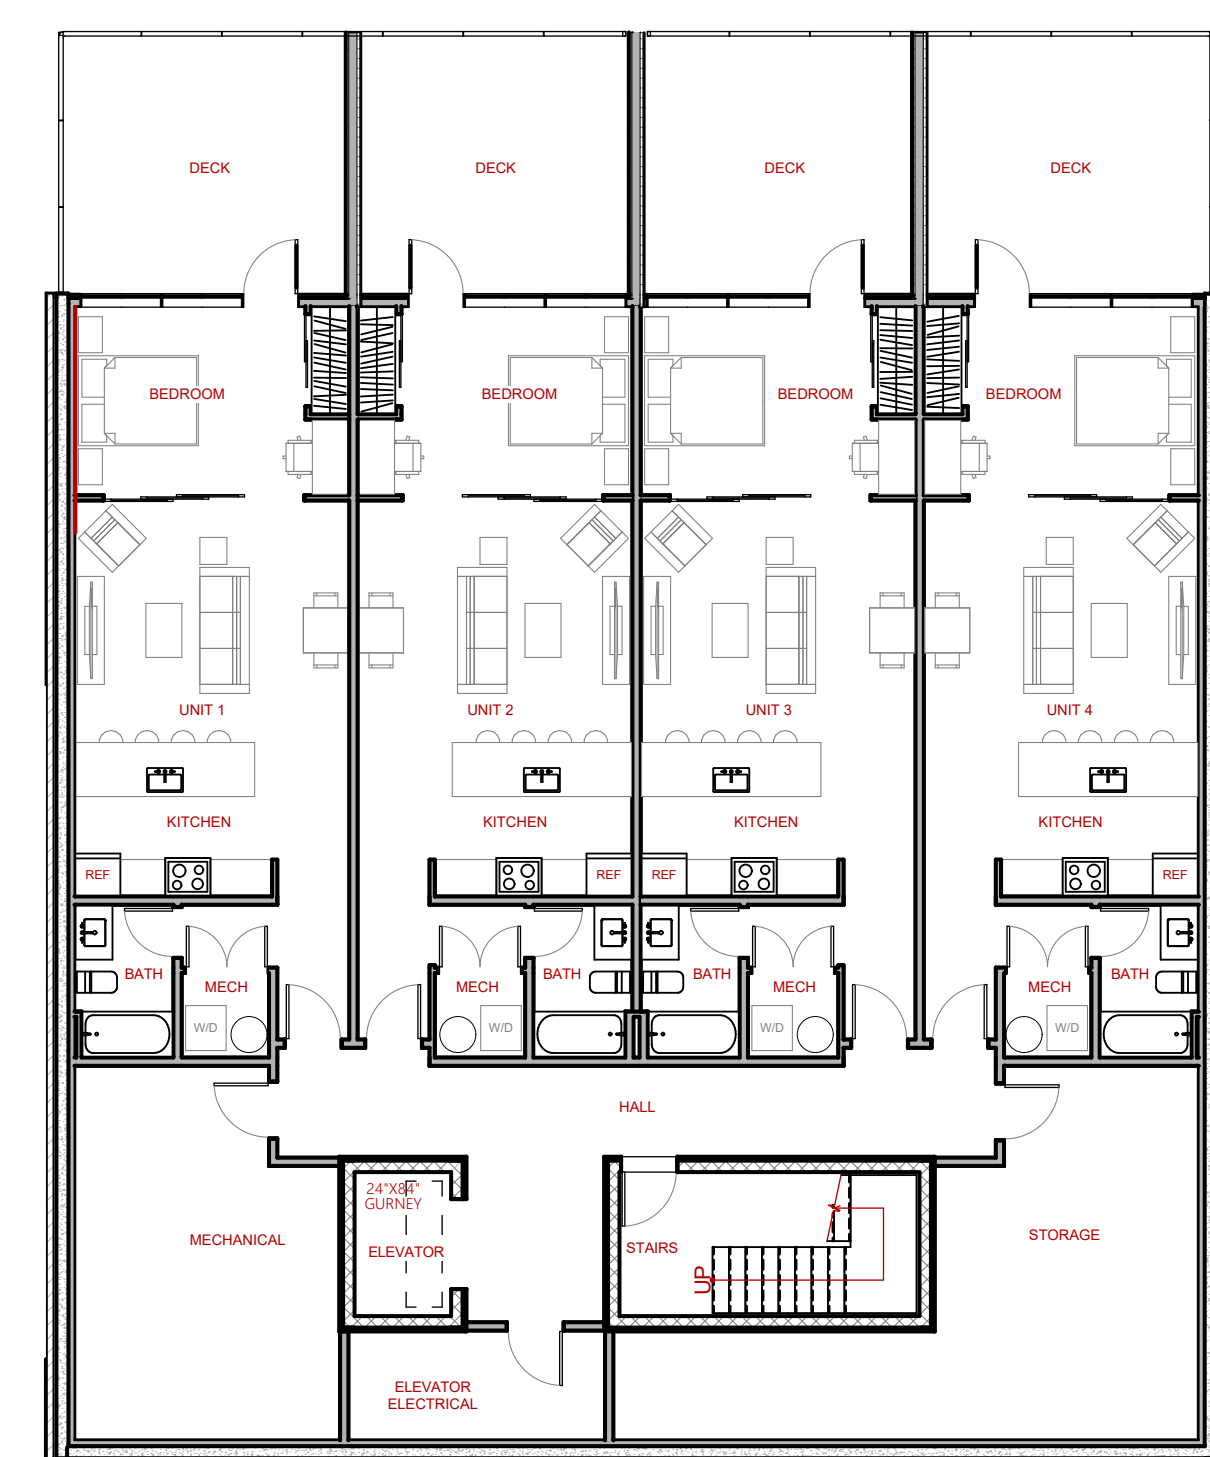 DECK
DECK
DECK
DECK
BEDROOM
BEDROOM
BEDROOM
BEDROOM
UNIT 1
UNIT 2
UNIT 3
UNIT 4
KITCHEN
KITCHEN
KITCHEN
KITCHEN
REF
REF
REF
REF
BATH
MECH
MECH
BATH
BATH
MECH
MECH
BATH
W/D
W/D
W/D
W/D
HALL
24"X84"
GURNEY
ELEVATOR
MECHANICAL
STAIRS
UP
STORAGE
ELEVATOR
ELECTRICAL